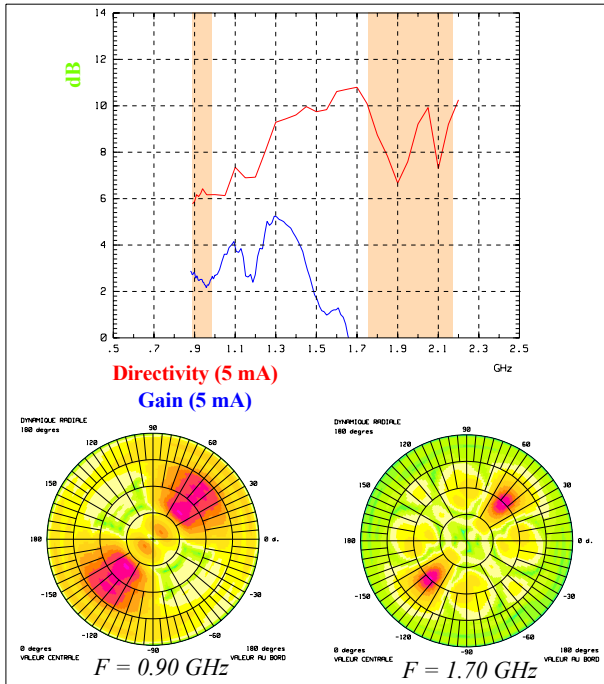 14
12
10
8
6
4
2
0
dB
.5 .7 .9 1.1 1.3 1.5 1.7 1.9 2.1 2.3 2.5
GHz
Directivity (5 mA)
Gain (5 mA)
DYNAMIQUE RADIALE
180 degres
90
120 60
150 30
180 0 d.
-150 -30
-120 -60
-90
0 degres
VALEUR CENTRALE
180 degres
VALEUR AU BORD
F = 0.90 GHz
DYNAMIQUE RADIALE
180 degres
90
120 60
150 30
180 0 d.
-150 -30
-120 -60
-90
0 degres
VALEUR CENTRALE
180 degres
VALEUR AU BORD
F = 1.70 GHz